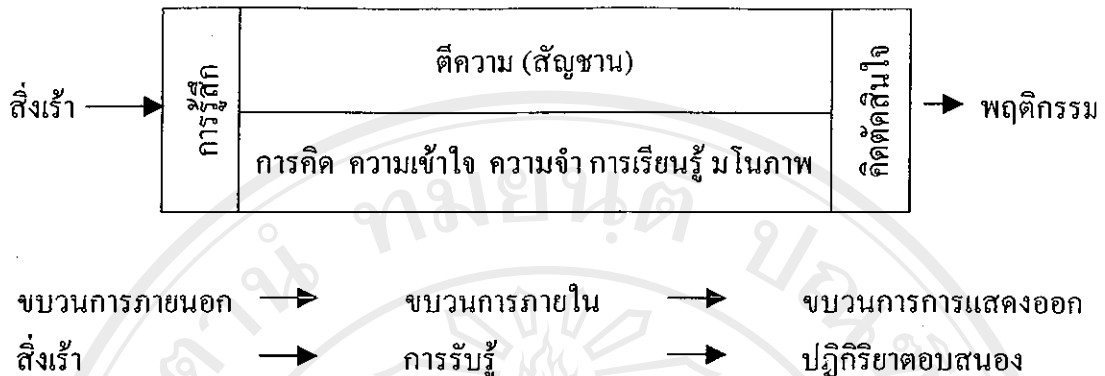 ตีความ (สัญชาน)
สิ่งเร้า
การรู้สึก
คิดตัดสินใจ
พฤติกรรม
การคิด ความเข้าใจ ความจำ การเรียนรู้ มโนภาพ
ขบวนการภายนอก ขบวนการภายใน ขบวนการการแสดงออก
สิ่งเร้า การรับรู้ ปฏิกิริยาตอบสนอง